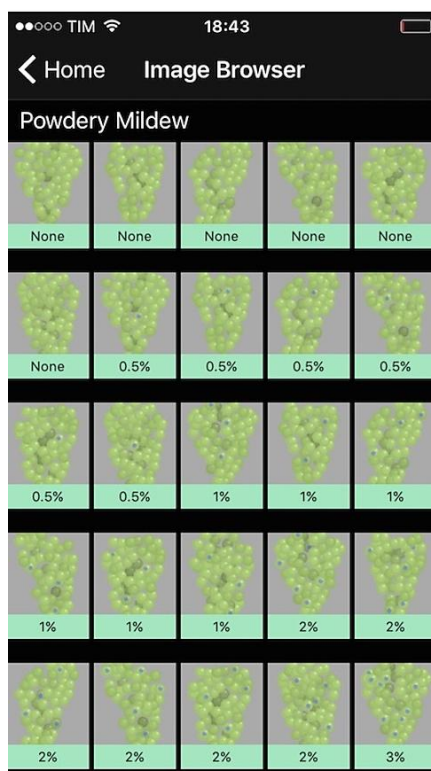 TIM 18:43
Home Image Browser
Powdery Mildew
None None None None None
None 0.5% 0.5% 0.5% 0.5%
0.5% 0.5% 1% 1% 1%
1% 1% 1% 2% 2%
2% 2% 2% 2% 3%